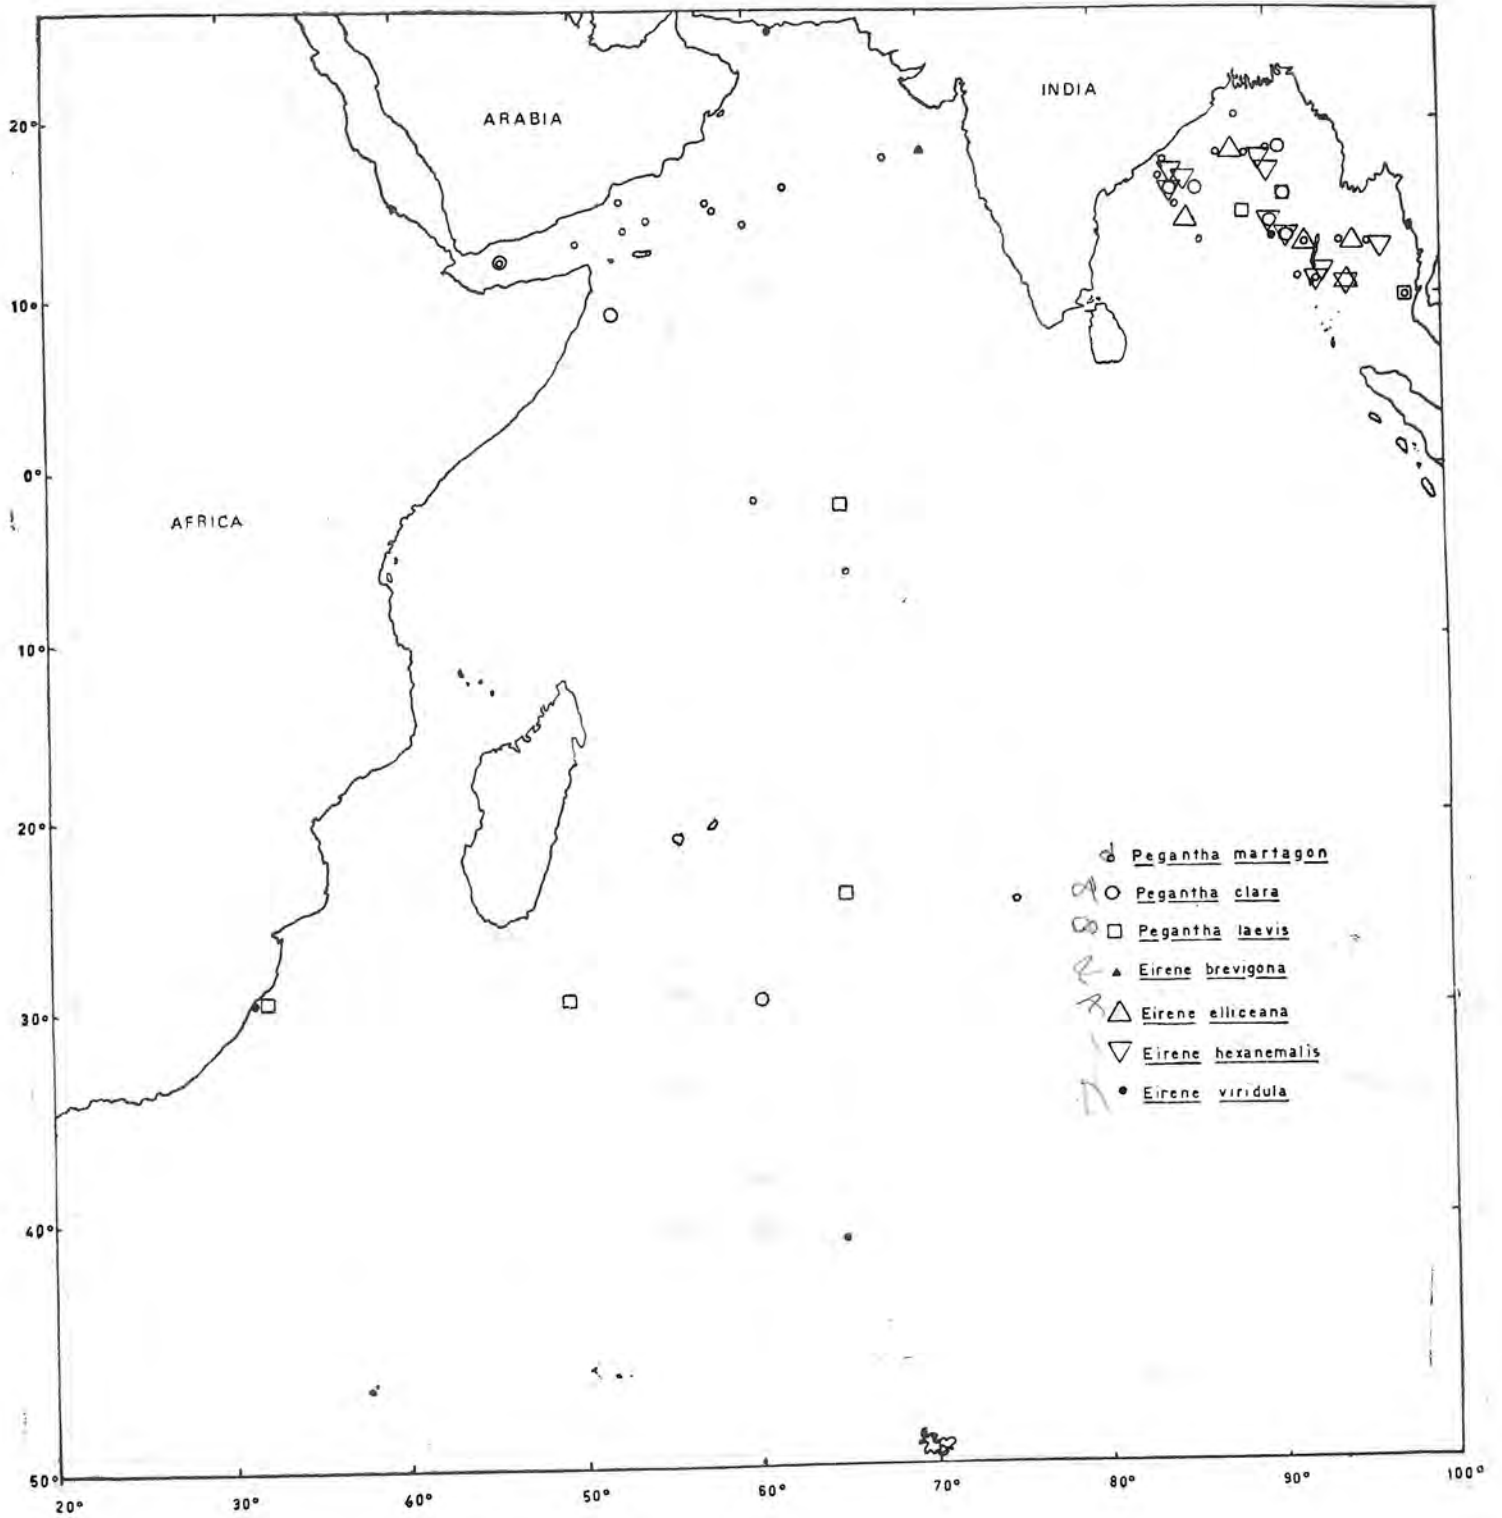 INDIA
ARABIA
20°
10°
0°
AFRICA
10°
20°
Pegantha martagon
Pegantha clara
Pegantha laevis
Eirene brevigona
30°
Eirene elliceana
Eirene hexanemalis
Eirene viridula
40°
50°
20° 30° 40° 50° 60° 70° 80° 90° 100°